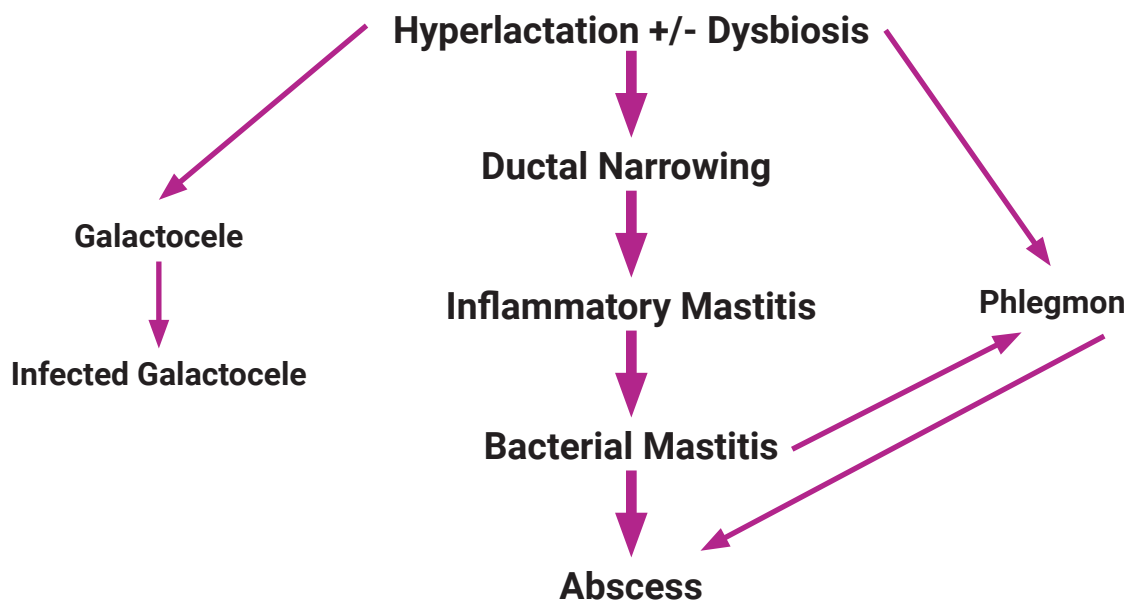 Hyperlactation +/- Dysbiosis
Ductal Narrowing
Galactocele
Inflammatory Mastitis
Phlegmon
Infected Galactocele
Bacterial Mastitis
Abscess